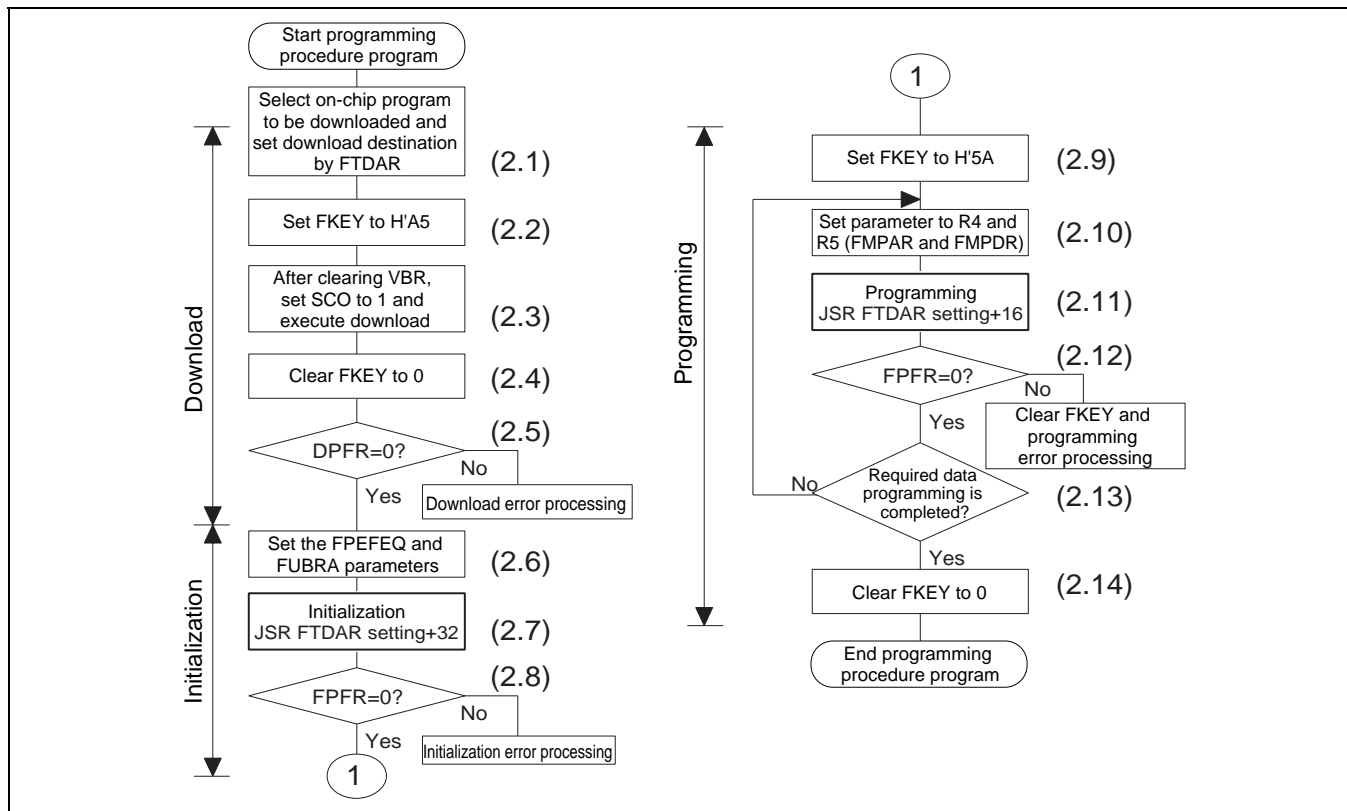 Start programming
procedure program
Select on-chip program
to be downloaded and
set download destination
by FTDAR
(2.1)
Set FKEY to H'A5
(2.2)
After clearing VBR,
set SCO to 1 and
execute download
(2.3)
Clear FKEY to 0
(2.4)
DPFR=0?
(2.5)
No
Yes
Download error processing
Download
Set the FPEFEQ and
FUBRA parameters
(2.6)
Initialization
JSR FTDAR setting+32
(2.7)
FPFR=0?
(2.8)
No
Yes
Initialization error processing
Initialization
1
1
Set FKEY to H'5A
(2.9)
Set parameter to R4 and
R5 (FMPAR and FMPDR)
(2.10)
Programming
JSR FTDAR setting+16
(2.11)
FPFR=0?
(2.12)
No
Yes
Clear FKEY and
programming
error processing
Required data
programming is
completed?
(2.13)
No
Yes
Clear FKEY to 0
(2.14)
Programming
End programming
procedure program